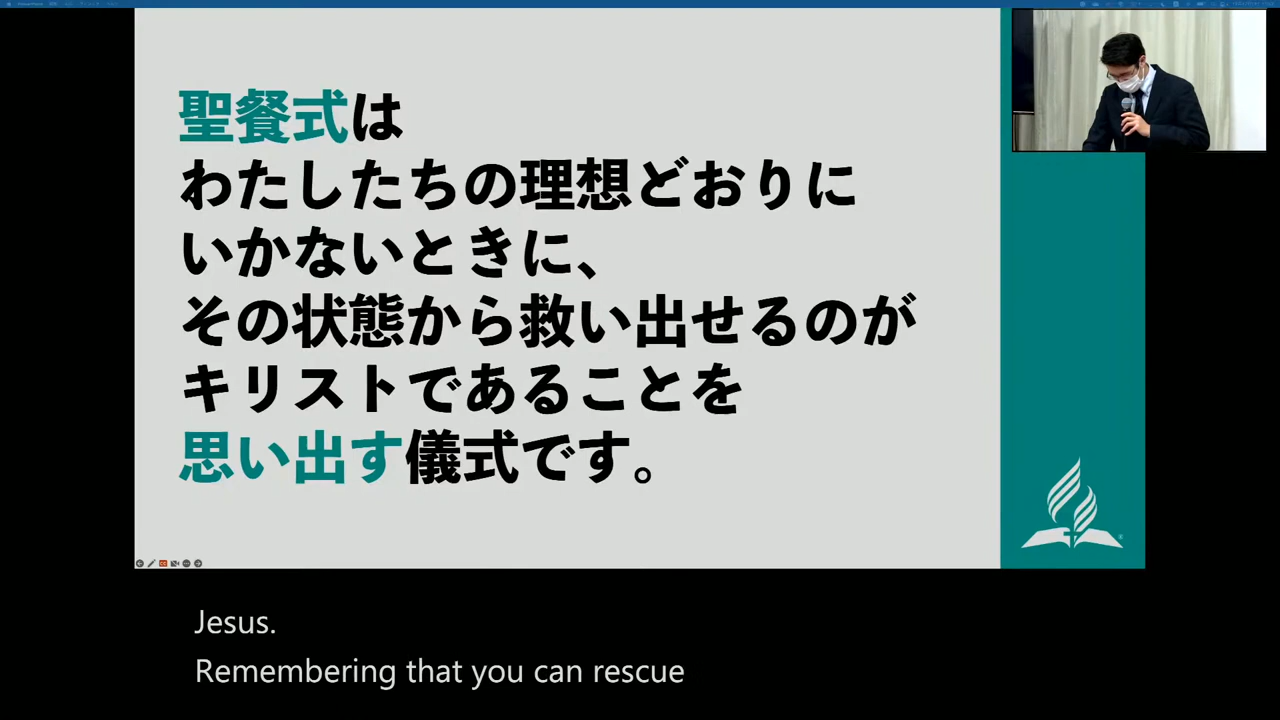 聖餐式は
わたしたちの理想どおりに
いかないときに、
その状態から救い出せるのが
キリストであることを
思い出す儀式です。
Jesus.
Remembering that you can rescue